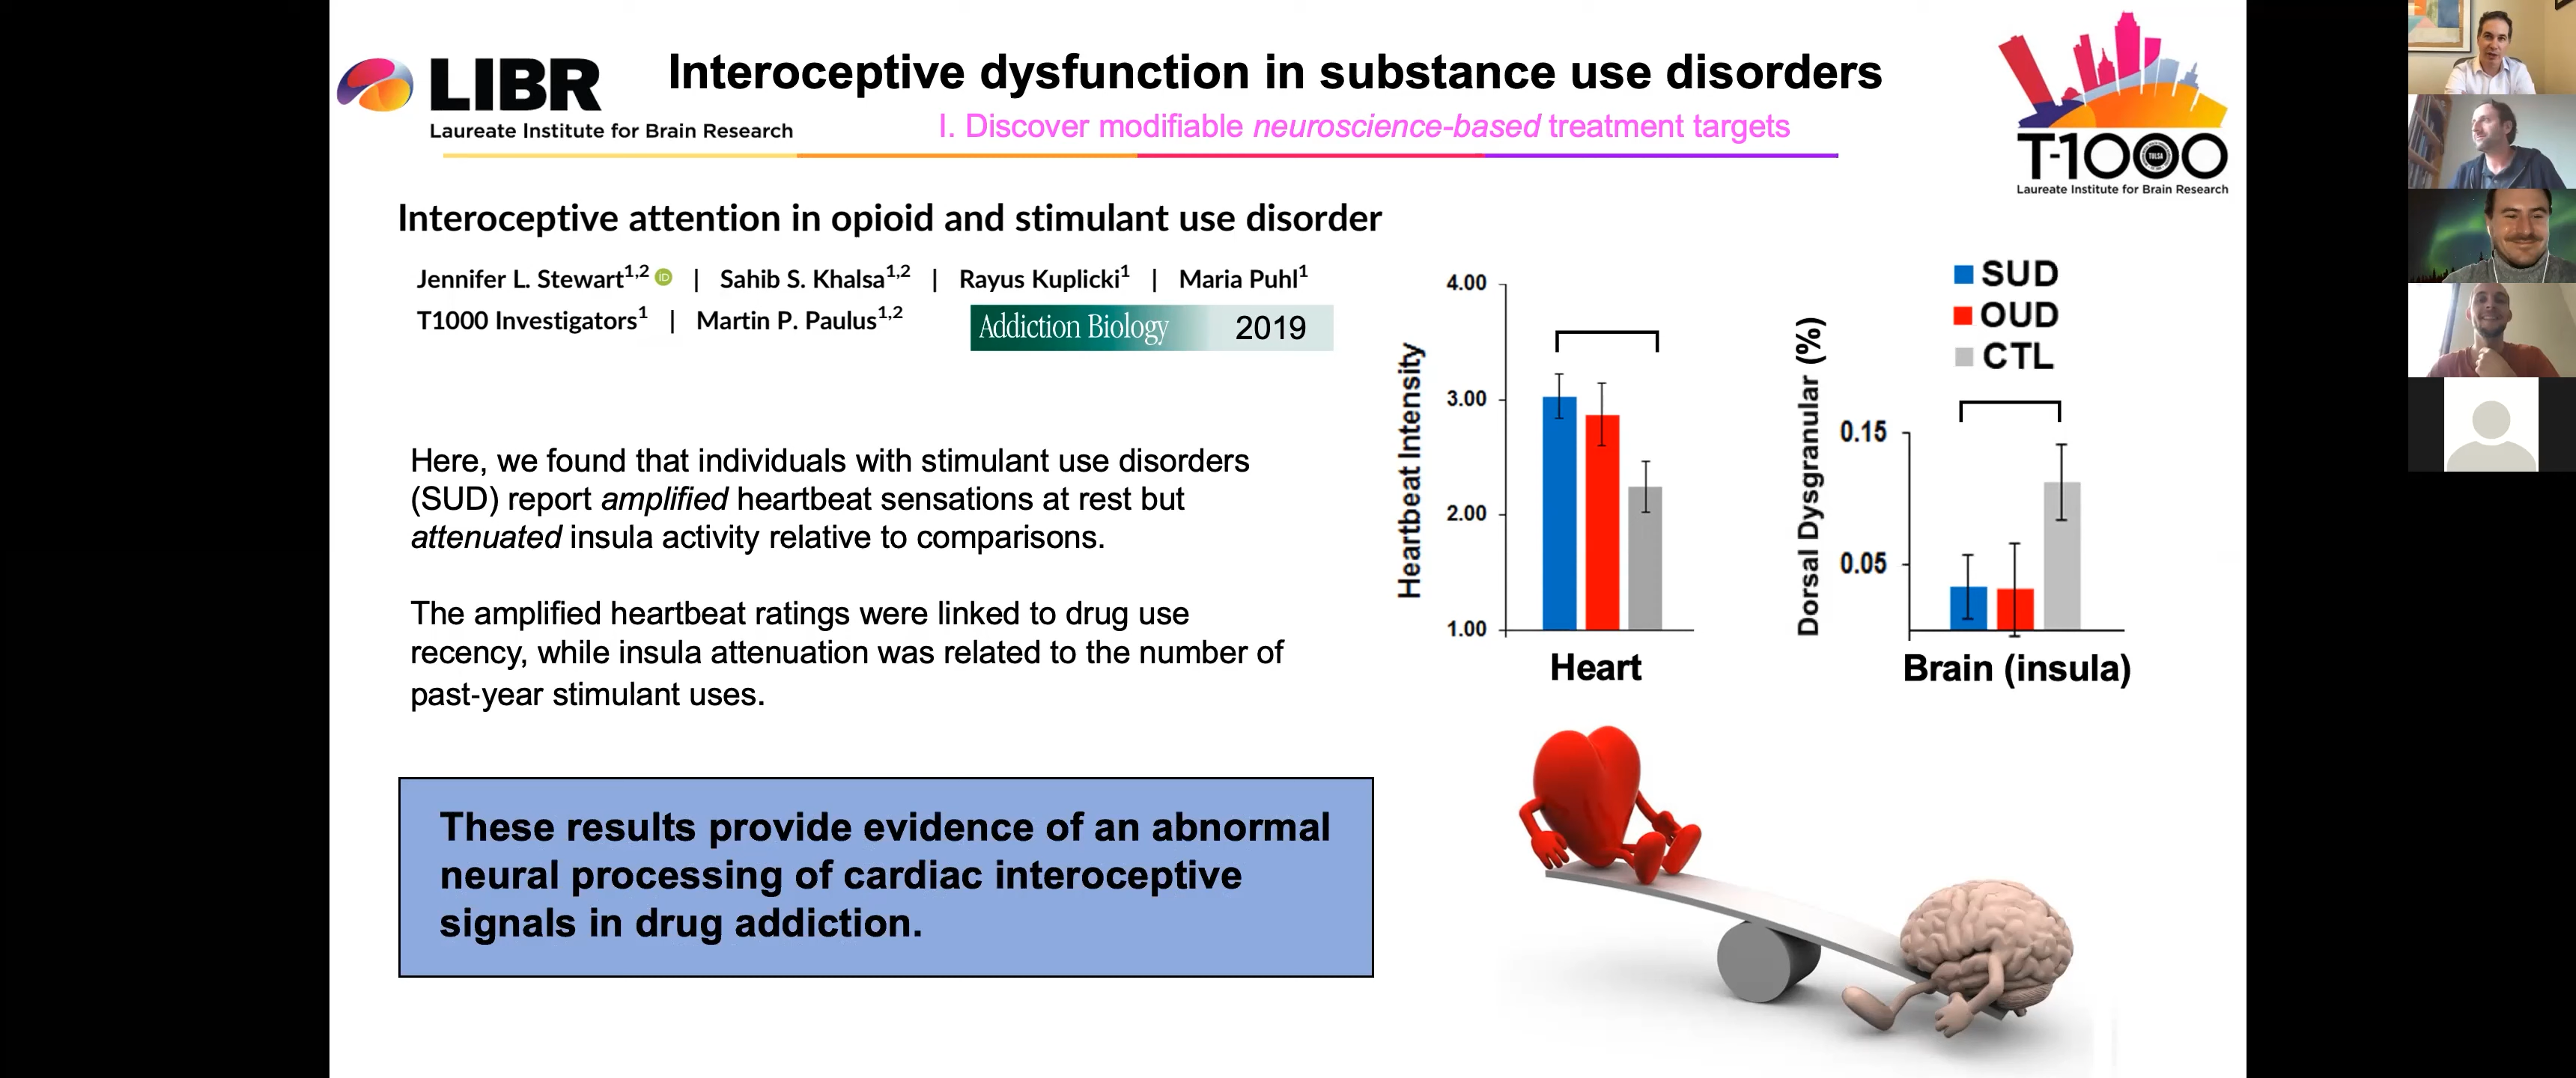 LIBR
Laureate Institute for Brain Research
Interoceptive dysfunction in substance use disorders
I. Discover modifiable neuroscience-based treatment targets
T-1000
TULSA
Laureate Institute for Brain Research
Interoceptive attention in opioid and stimulant use disorder
Jennifer L. Stewart1,2 iD | Sahib S. Khalsa1,2 | Rayus Kuplicki1 | Maria Puhl1
T1000 Investigators1 | Martin P. Paulus1,2
Addiction Biology 2019
Here, we found that individuals with stimulant use disorders
(SUD) report amplified heartbeat sensations at rest but
attenuated insula activity relative to comparisons.
The amplified heartbeat ratings were linked to drug use
recency, while insula attenuation was related to the number of
past-year stimulant uses.
These results provide evidence of an abnormal
neural processing of cardiac interoceptive
signals in drug addiction.
Heartbeat Intensity
4.00
3.00
2.00
1.00
Heart
SUD
OUD
CTL
Dorsal Dysgranular (%)
0.15
0.05
Brain (insula)